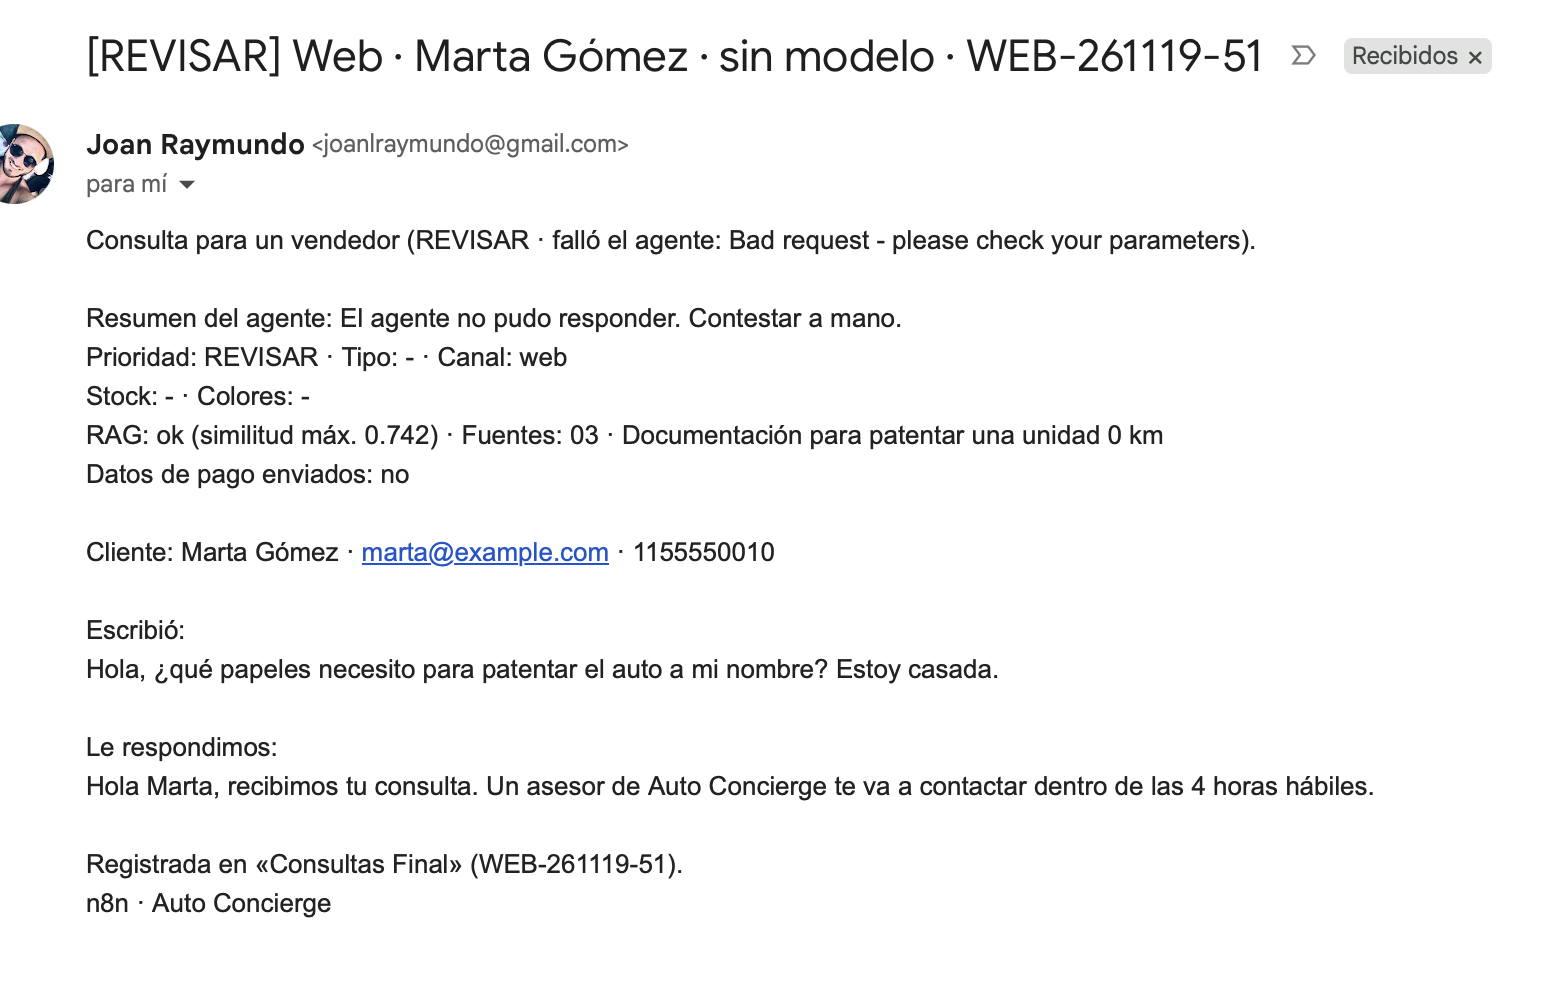 [REVISAR] Web · Marta Gómez · sin modelo · WEB-261119-51 Recibidos ×
Joan Raymundo <joanlraymundo@gmail.com>
para mí
Consulta para un vendedor (REVISAR · falló el agente: Bad request - please check your parameters).
Resumen del agente: El agente no pudo responder. Contestar a mano.
Prioridad: REVISAR · Tipo: - · Canal: web
Stock: - · Colores: -
RAG: ok (similitud máx. 0.742) · Fuentes: 03 · Documentación para patentar una unidad 0 km
Datos de pago enviados: no
Cliente: Marta Gómez · marta@example.com · 1155550010
Escribió:
Hola, ¿qué papeles necesito para patentar el auto a mi nombre? Estoy casada.
Le respondimos:
Hola Marta, recibimos tu consulta. Un asesor de Auto Concierge te va a contactar dentro de las 4 horas hábiles.
Registrada en «Consultas Final» (WEB-261119-51).
n8n · Auto Concierge